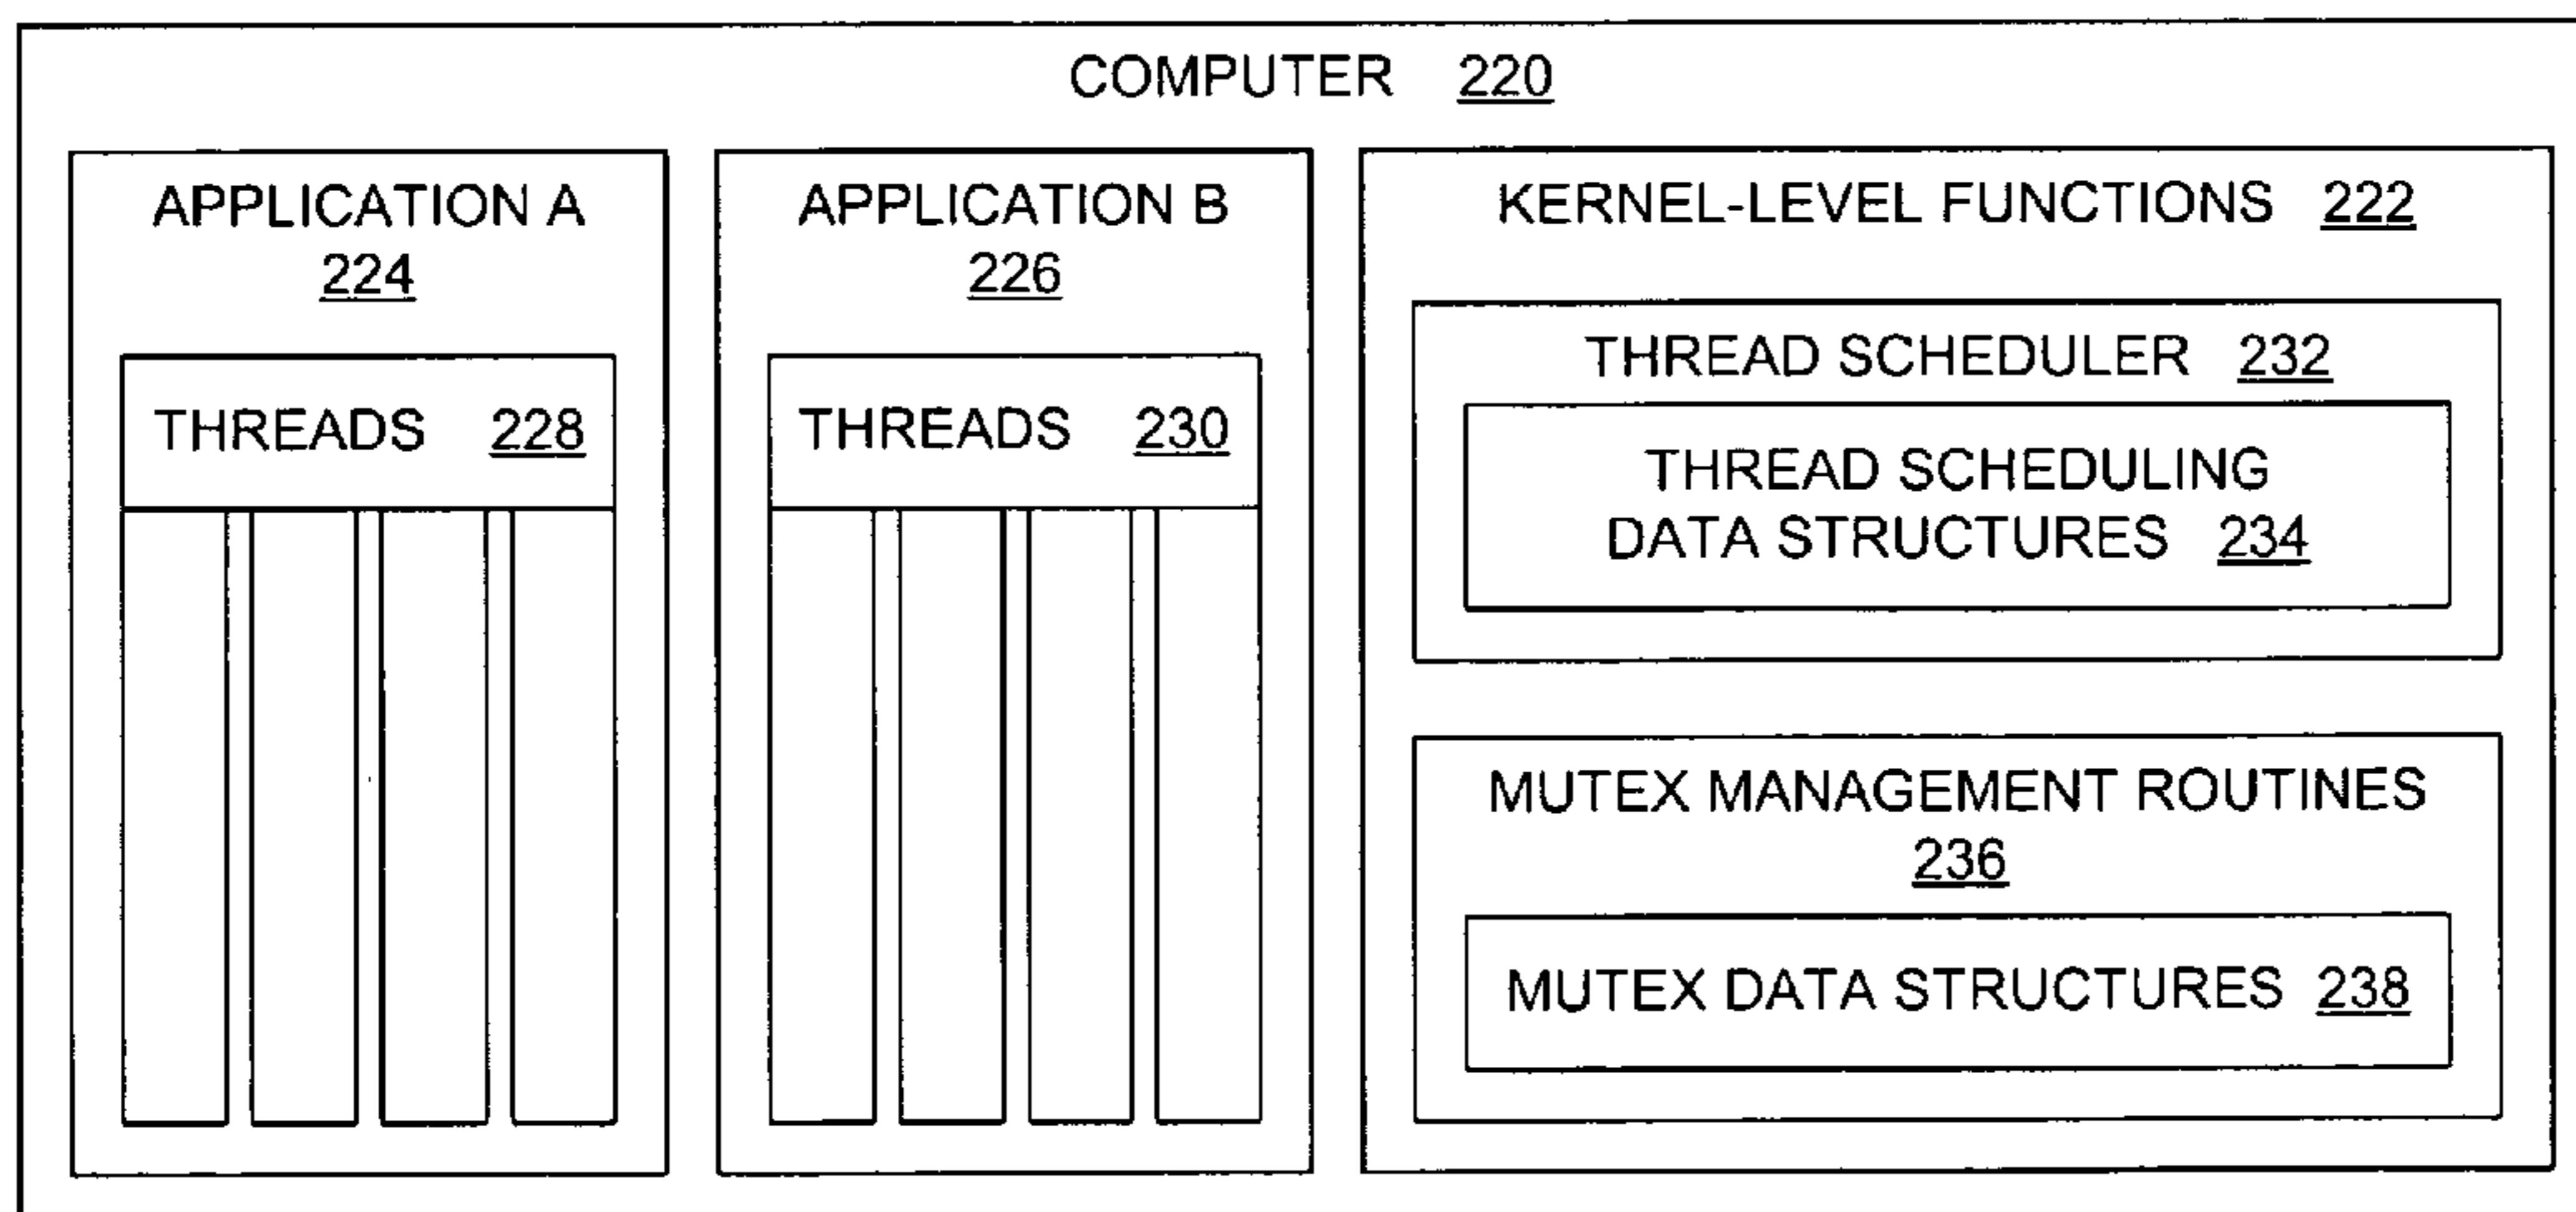 COMPUTER 220
APPLICATION A
224
THREADS 228
APPLICATION B
226
THREADS 230
KERNEL-LEVEL FUNCTIONS 222
THREAD SCHEDULER 232
THREAD SCHEDULING
DATA STRUCTURES 234
MUTEX MANAGEMENT ROUTINES
236
MUTEX DATA STRUCTURES 238